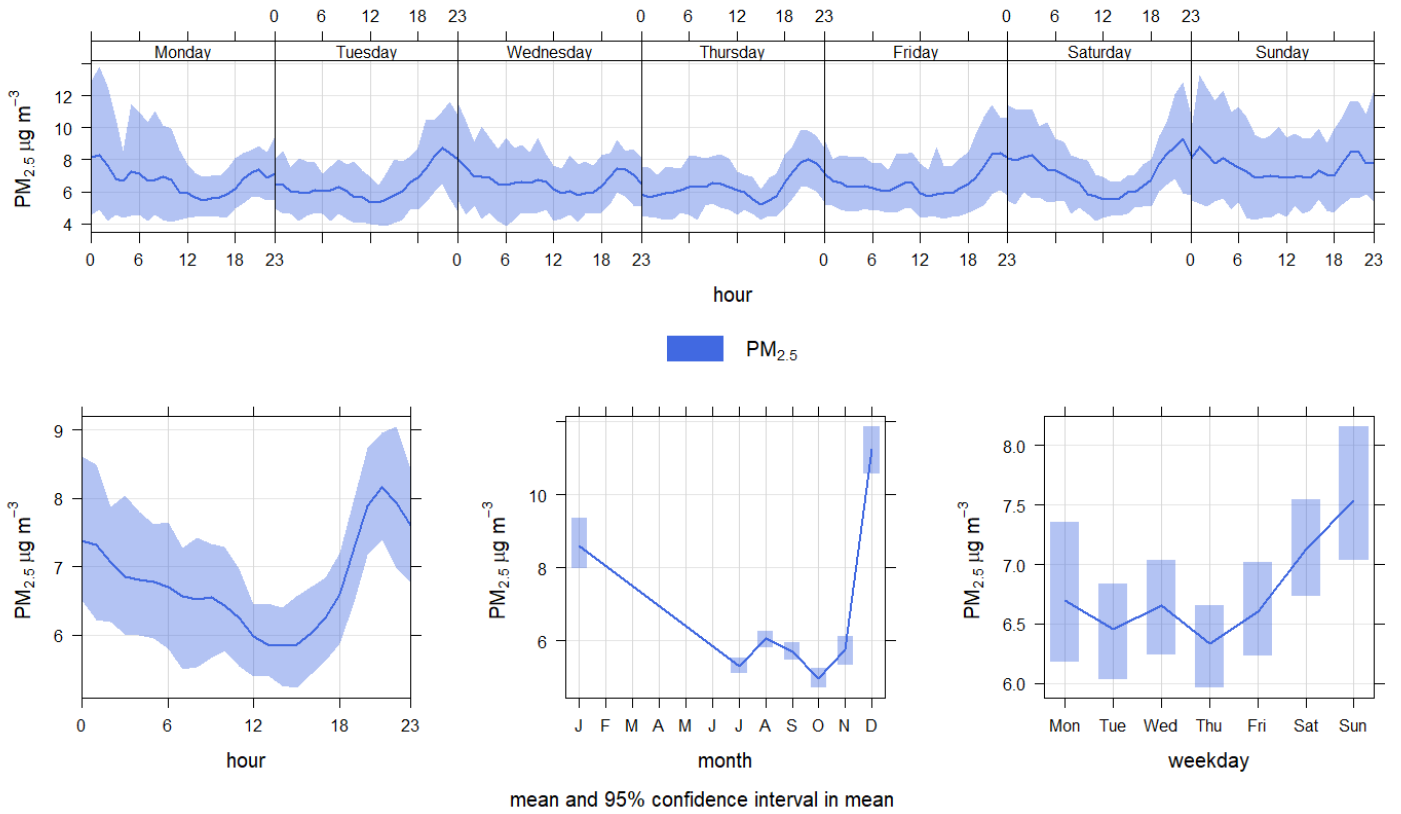 0 6 12 18 23 0 6 12 18 23 0 6 12 18 23
Monday Tuesday Wednesday Thursday Friday Saturday Sunday
PM2.5 µg m−3
12
10
8
6
4
0 6 12 18 23 0 6 12 18 23 0 6 12 18 23 0 6 12 18 23
hour
PM2.5
PM2.5 µg m−3
9
8
7
6
0 6 12 18 23
hour
PM2.5 µg m−3
10
8
6
J F M A M J J A S O N D
month
PM2.5 µg m−3
8.0
7.5
7.0
6.5
6.0
Mon Tue Wed Thu Fri Sat Sun
weekday
mean and 95% confidence interval in mean